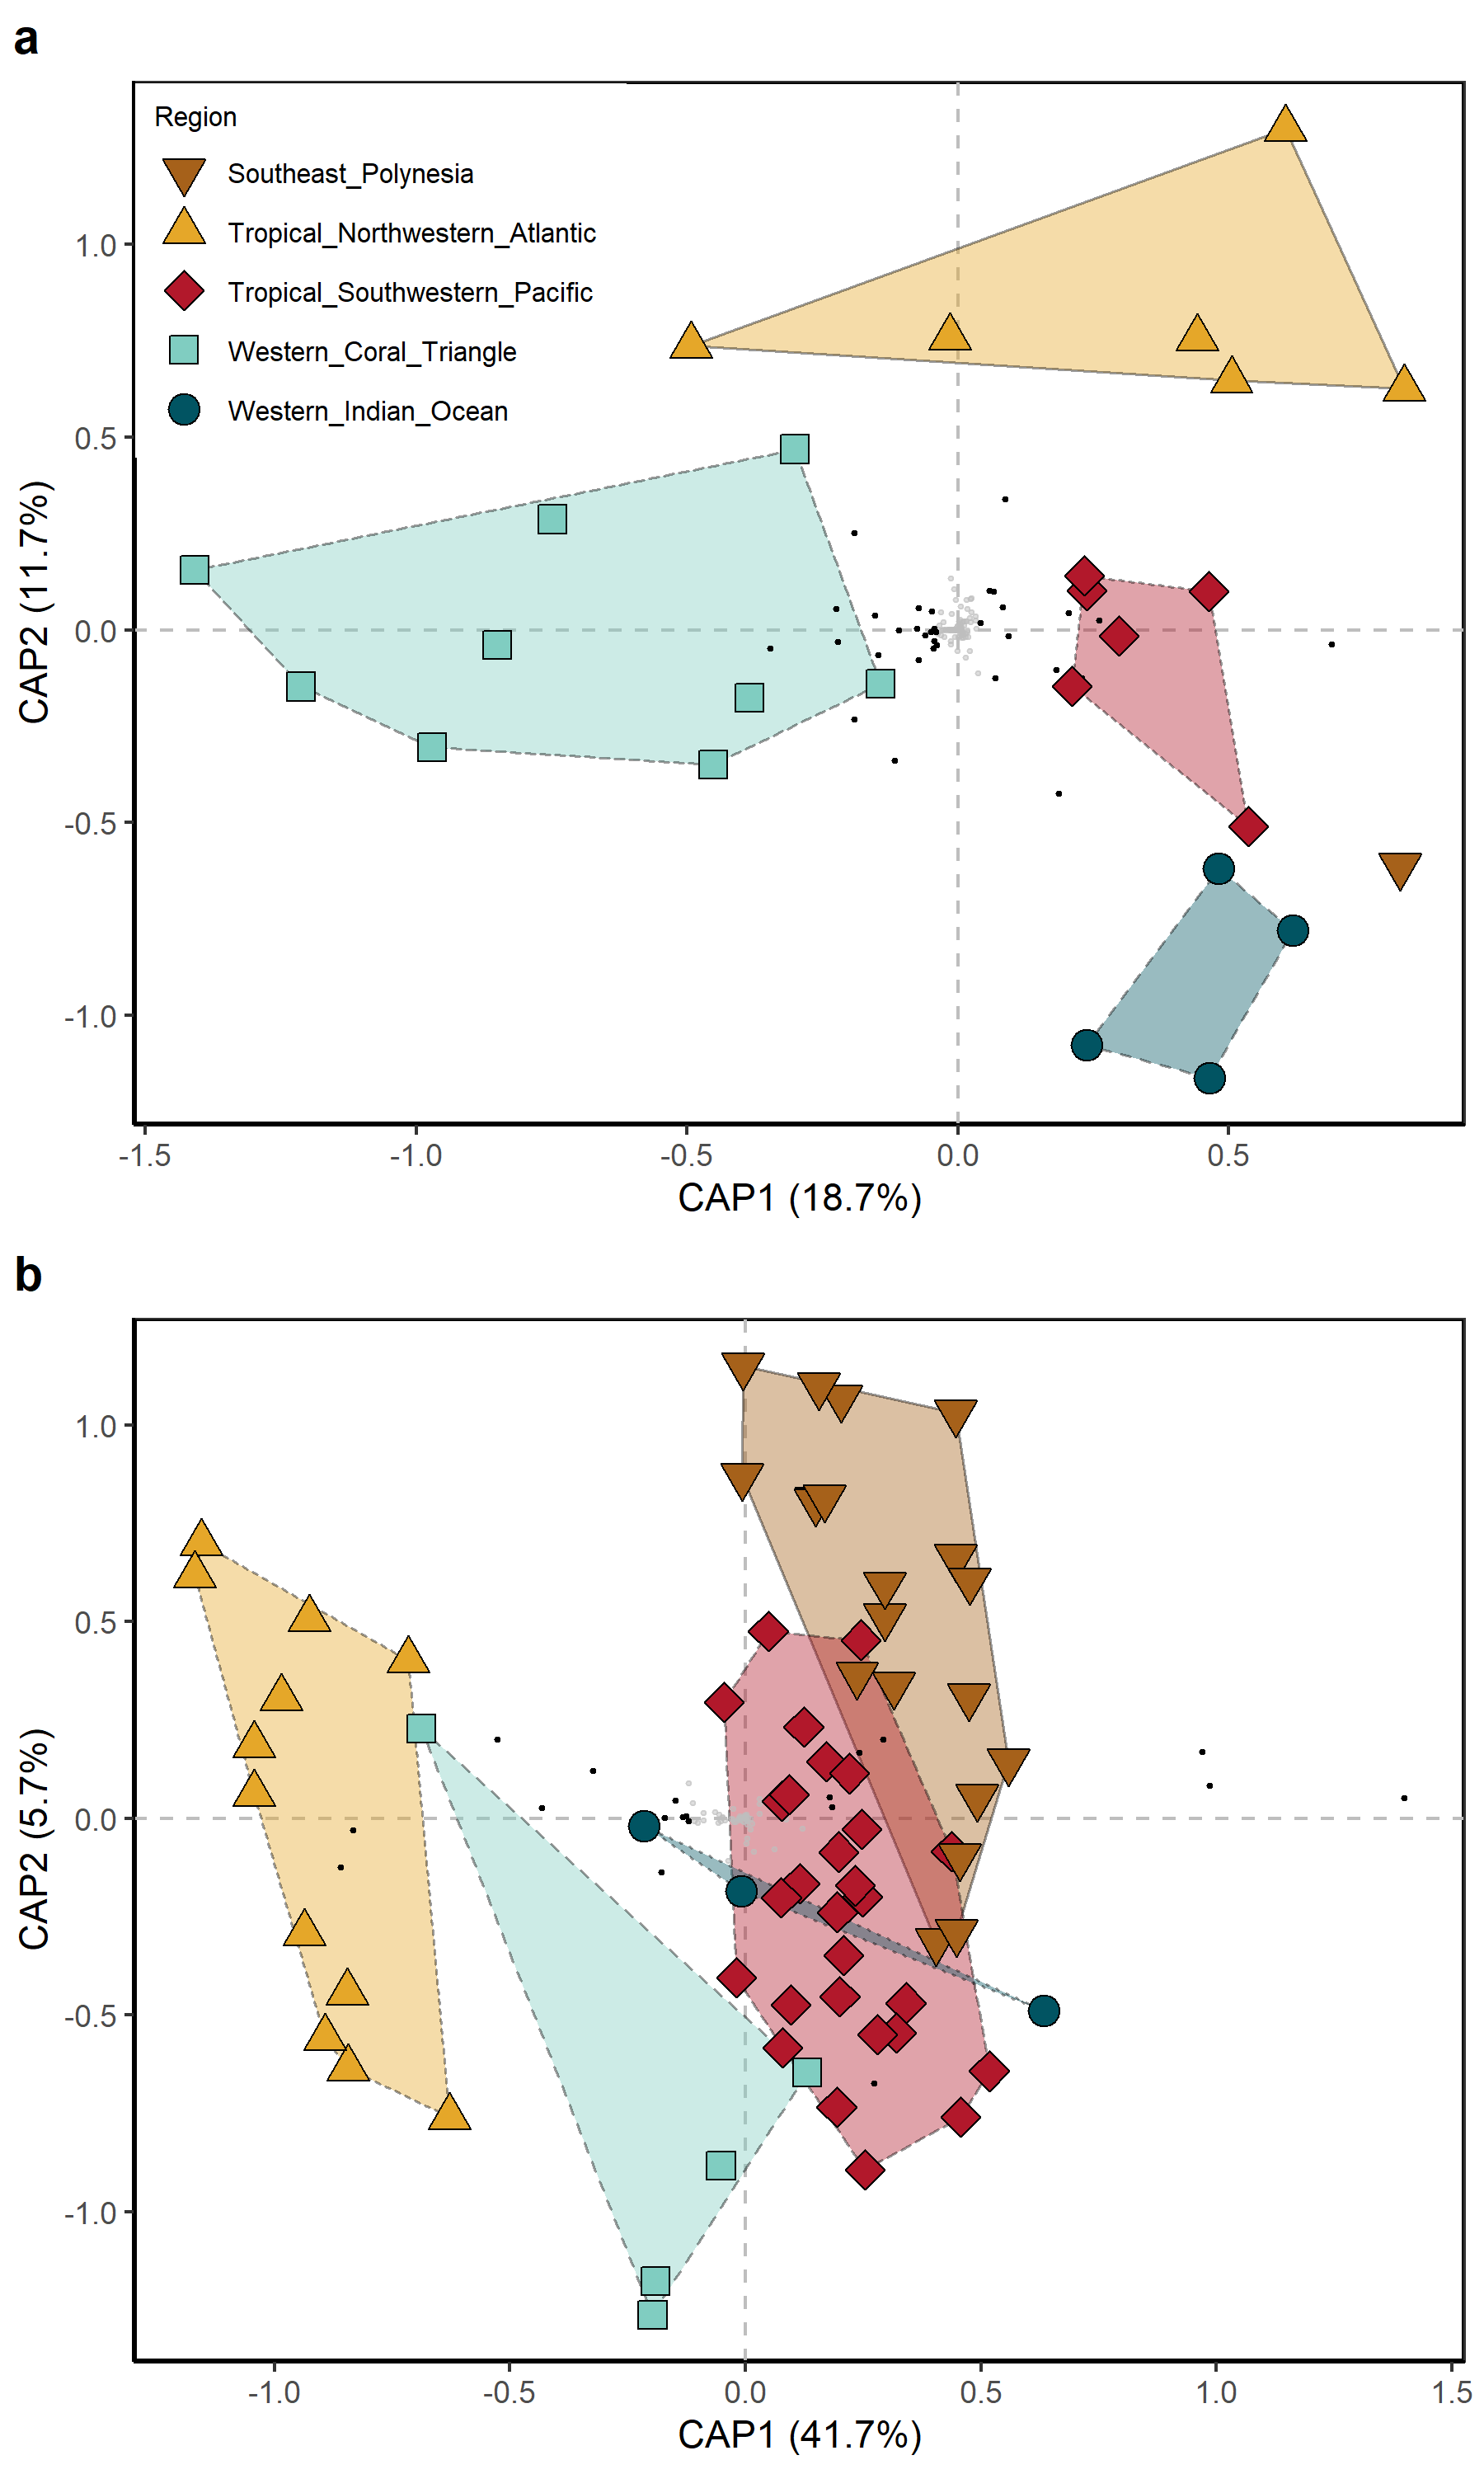 a
Region
Southeast_Polynesia
Tropical_Northwestern_Atlantic
Tropical_Southwestern_Pacific
Western_Coral_Triangle
Western_Indian_Ocean
1.0
0.5
0.0
-0.5
-1.0
CAP2 (11.7%)
-1.5 -1.0 -0.5 0.0 0.5
CAP1 (18.7%)
b
1.0
0.5
0.0
-0.5
-1.0
CAP2 (5.7%)
-1.0 -0.5 0.0 0.5 1.0 1.5
CAP1 (41.7%)